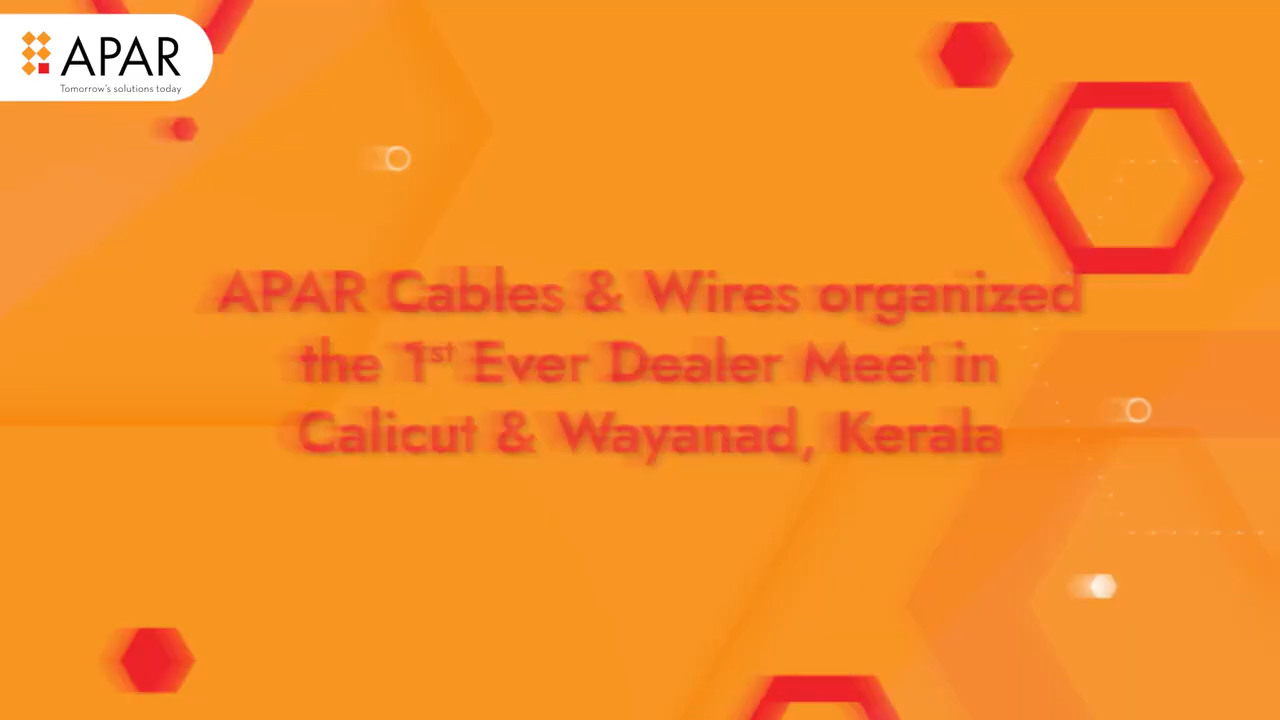 APAR
Tomorrow's solutions today
APAR Cables & Wires organized
the 1st Ever Dealer Meet in
Calicut & Wayanad, Kerala